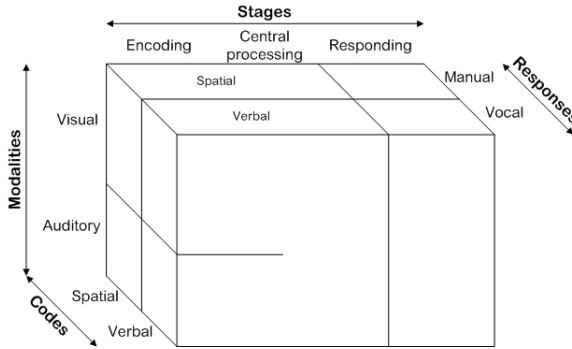 Stages
Encoding
Central
processing
Responding
Spatial
Manual
Responses
Verbal
Vocal
Visual
Modalities
Auditory
Spatial
Verbal
Codes